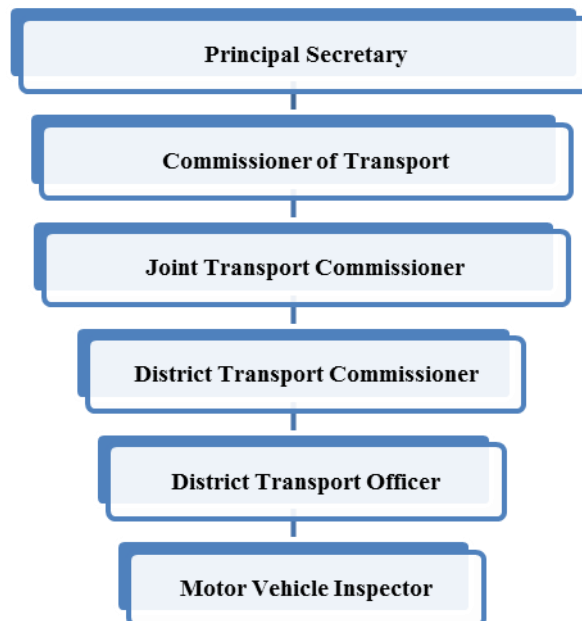 Principal Secretary
Commissioner of Transport
Joint Transport Commissioner
District Transport Commissioner
District Transport Officer
Motor Vehicle Inspector